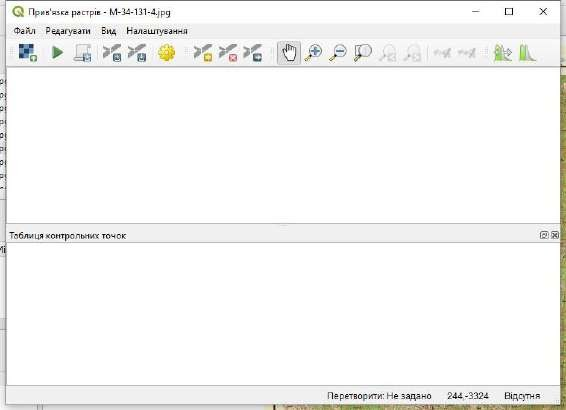 Прив'язка растрів - M-34-131-4.jpg
Файл Редагувати Вид Налаштування
Таблиця контрольних точок
Перетворити: Не задано 244,-3324 Відсутня